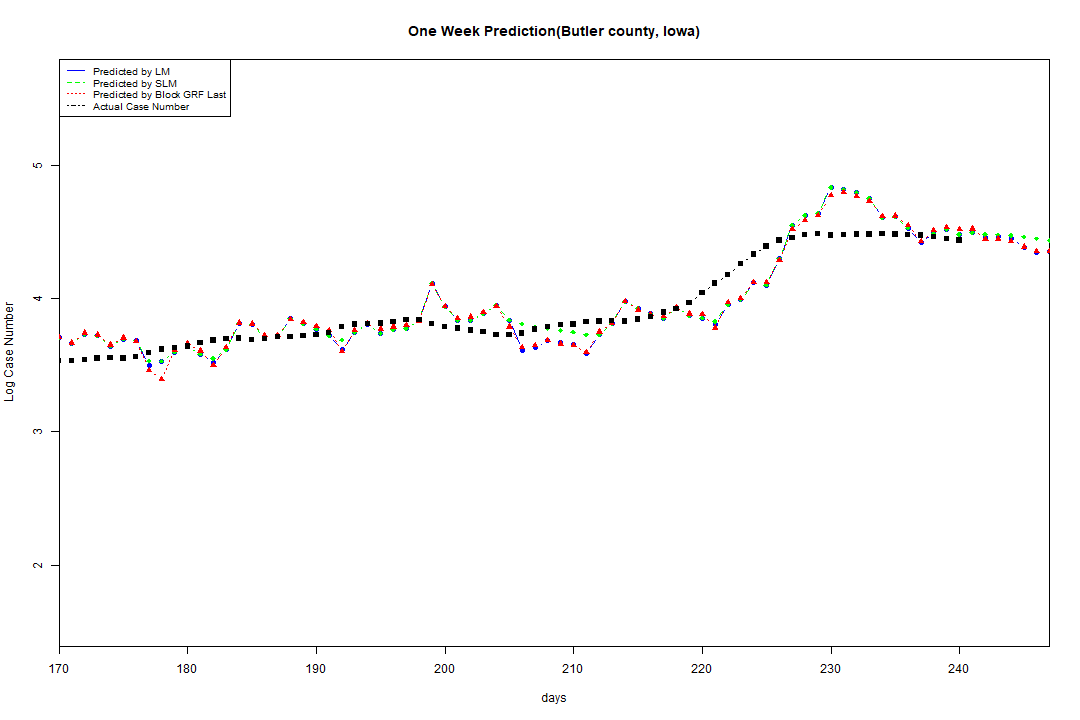 One Week Prediction(Butler county, Iowa)
Predicted by LM
Predicted by SLM
Predicted by Block GRF Last
Actual Case Number
5
4
3
2
Log Case Number
170 180 190 200 210 220 230 240
days